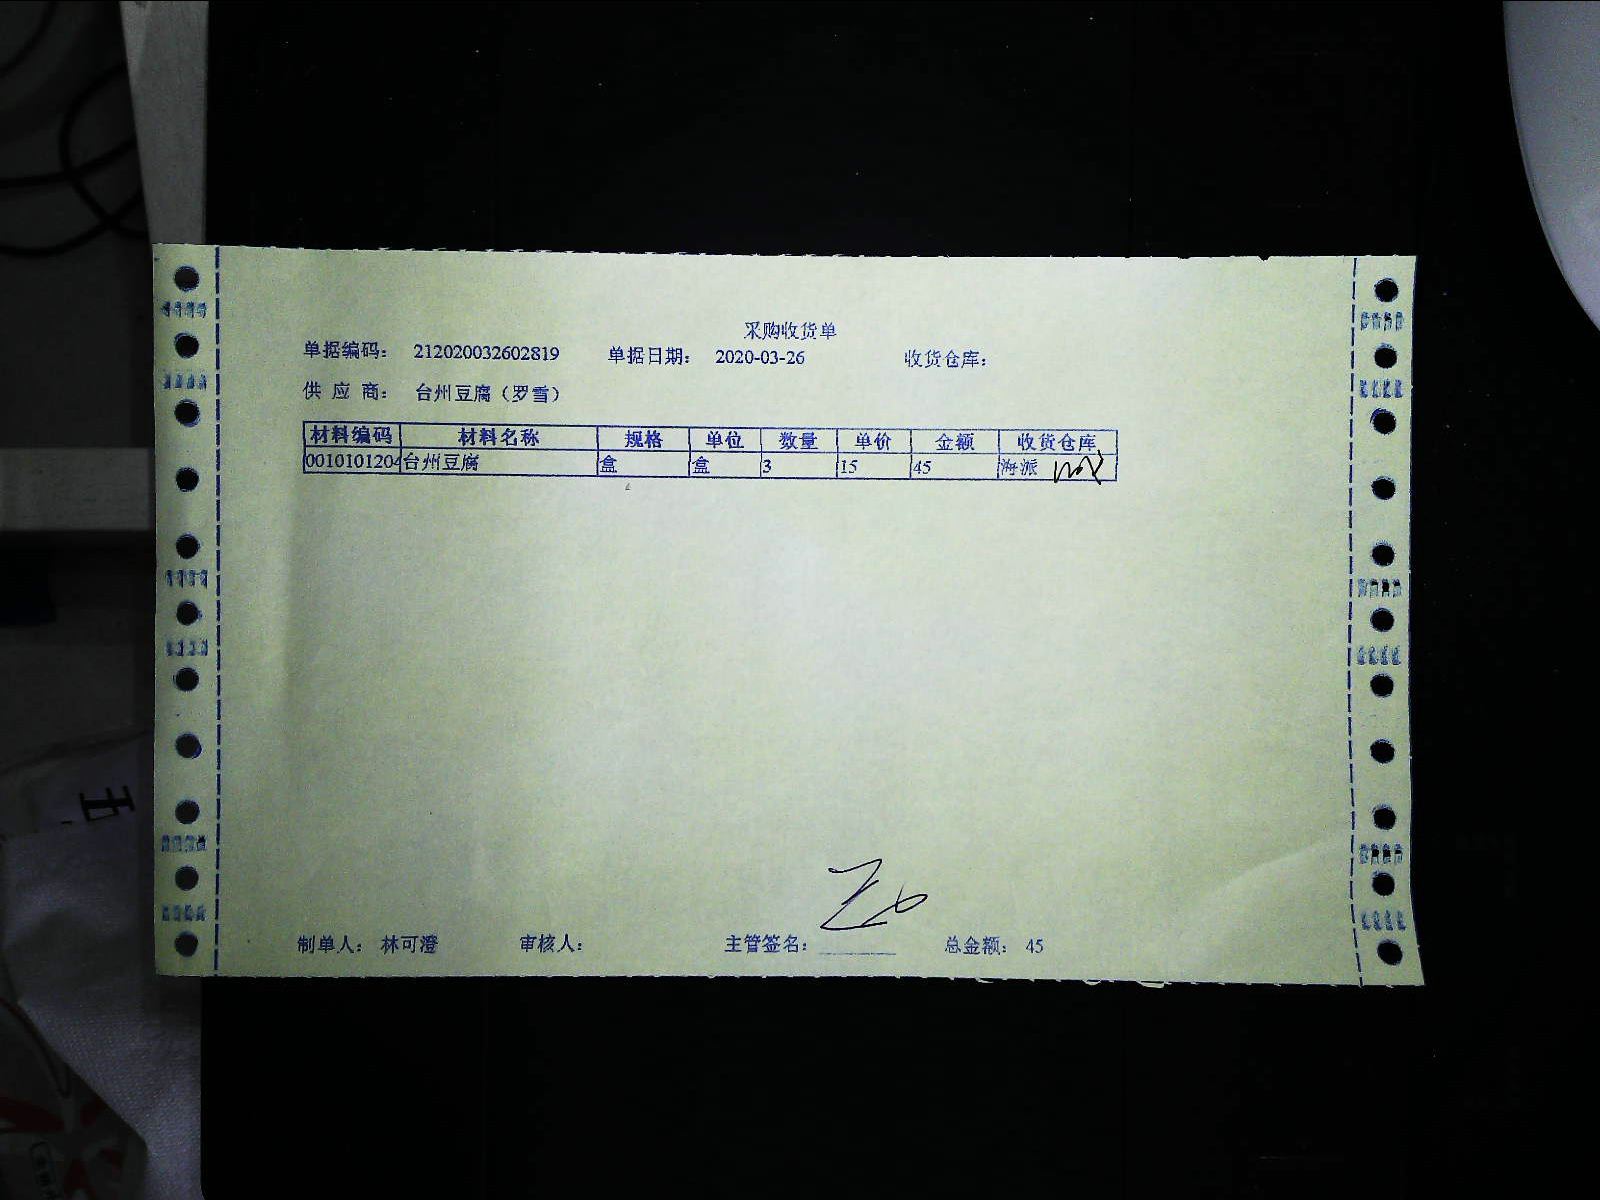 采购收货单
单据编码： 212020032602819 单据日期： 2020-03-26 收货仓库：
供 应 商： 台州豆腐（罗雪）
材料编码 材料名称 规格 单位 数量 单价 金额 收货仓库
0010101204 台州豆腐 盒 盒 3 15 45 海派
制单人： 林可澄 审核人： 主管签名： 总金额： 45
五